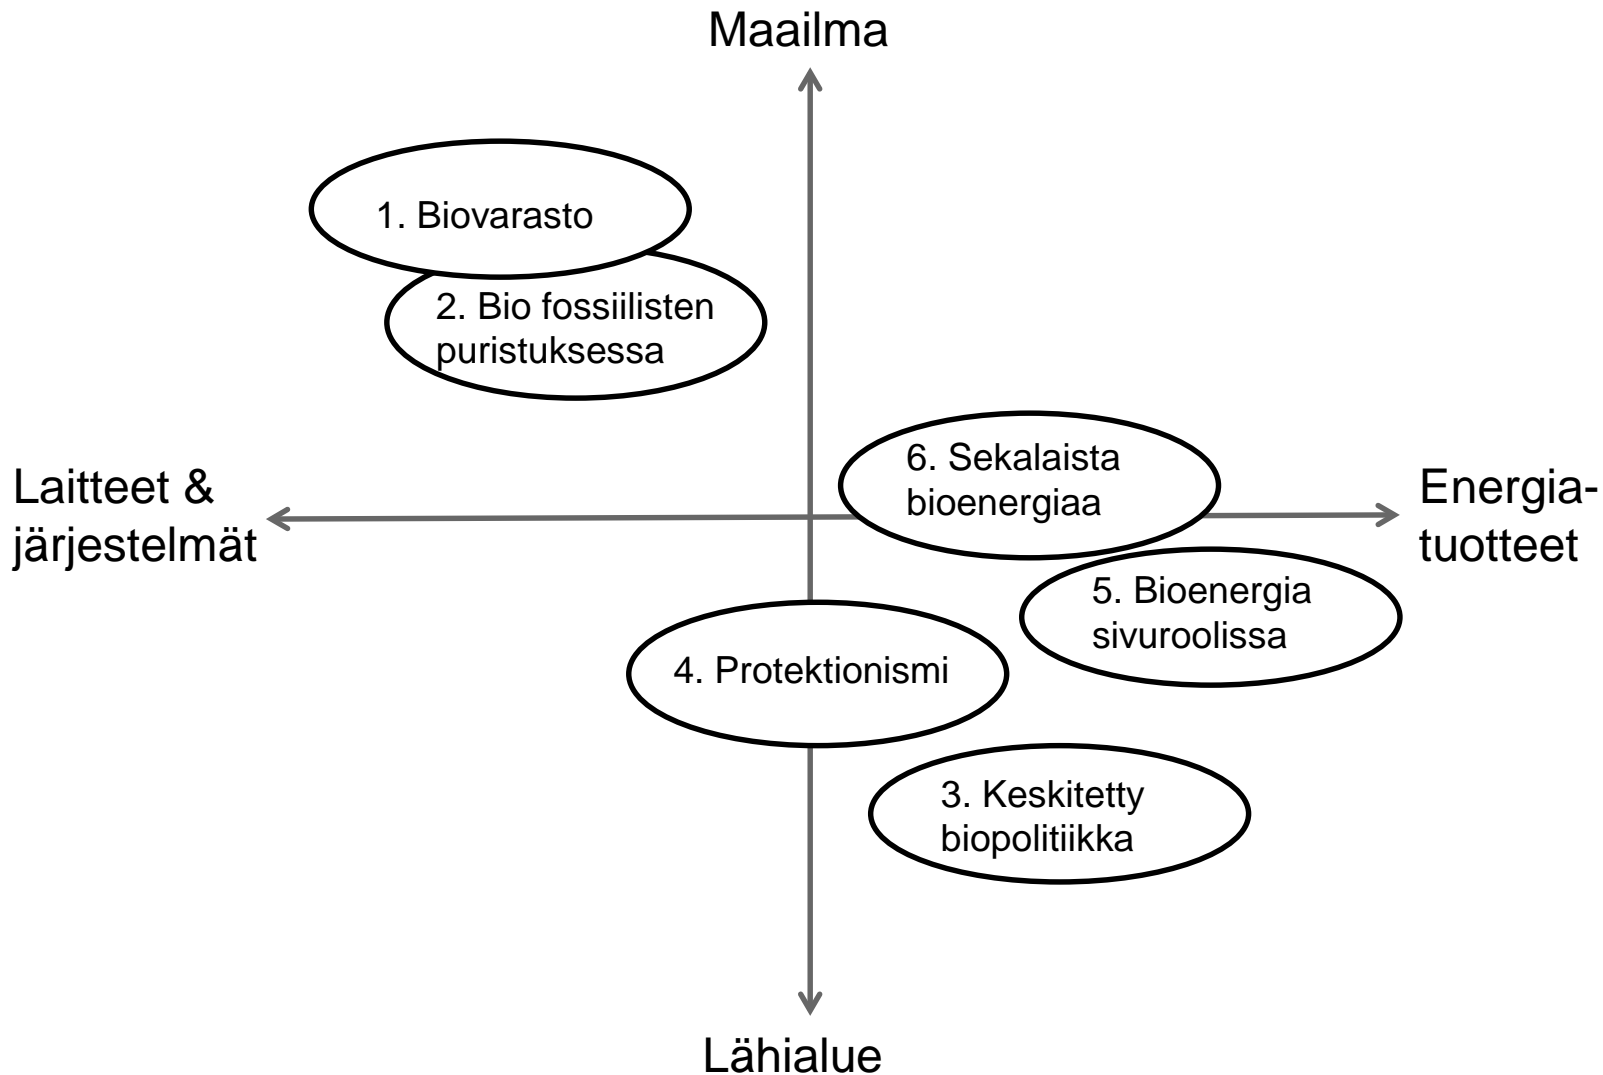 Maailma
1. Biovarasto
2. Bio fossiilisten
puristuksessa
6. Sekalaista
bioenergiaa
Laitteet &
järjestelmät
Energia-
tuotteet
5. Bioenergia
sivuroolissa
4. Protektionismi
3. Keskitetty
biopolitiikka
Lähialue